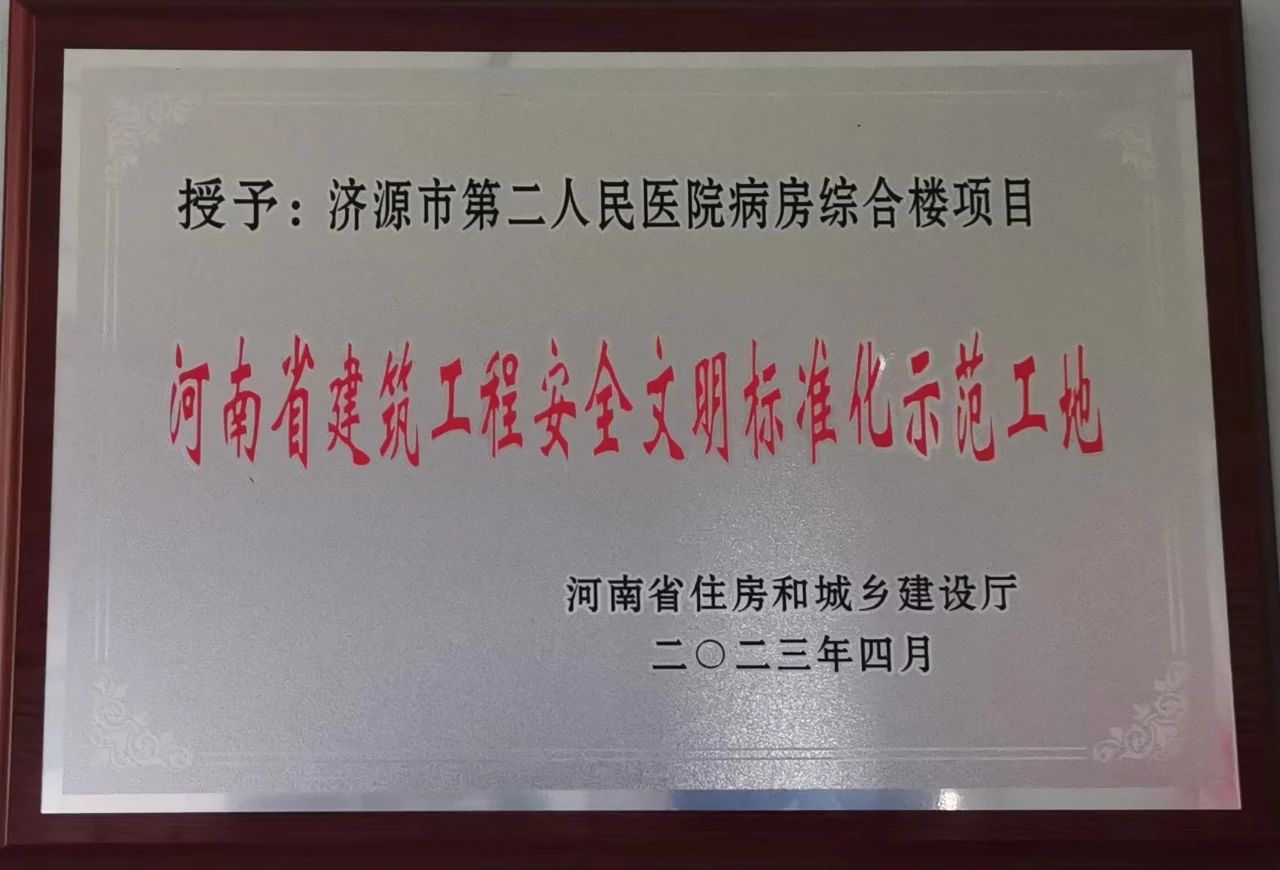 授予：济源市第二人民医院病房综合楼项目
河南省建筑工程安全文明标准化示范工地
河南省住房和城乡建设厅
二〇二三年四月